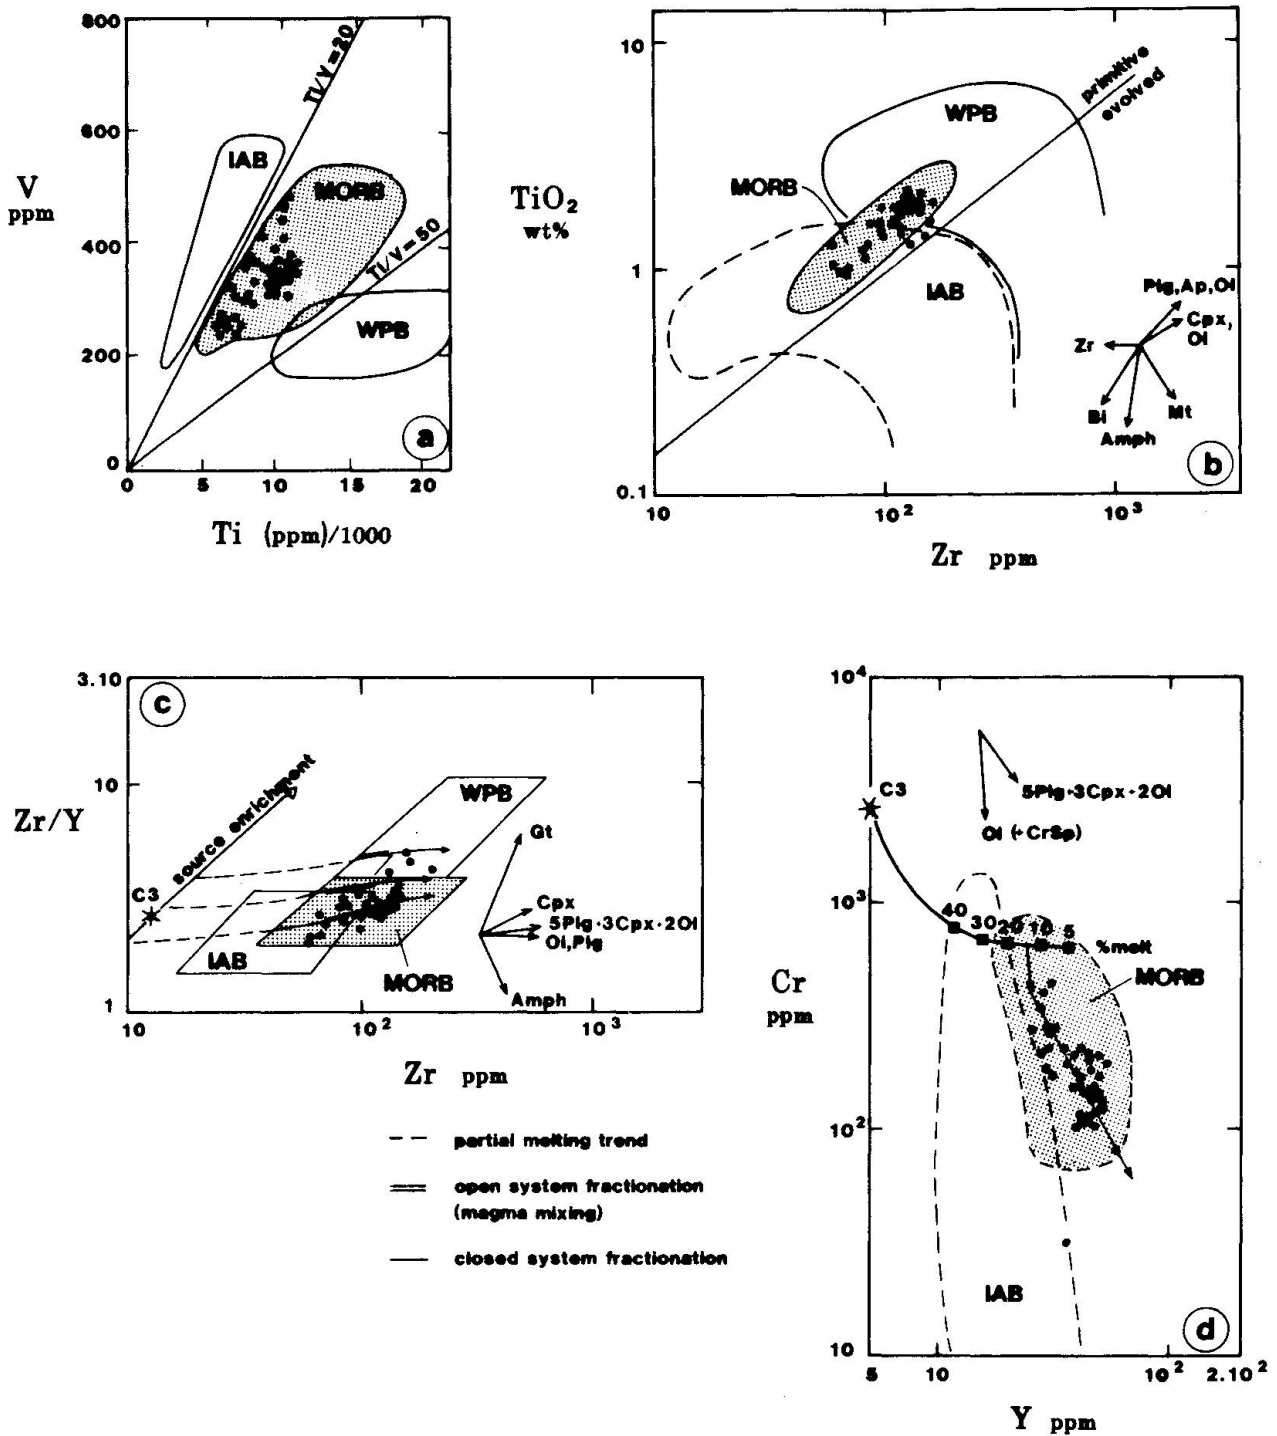 800
600
400
200
0
V
ppm
IAB
MORB
WPB
Ti/V=20
Ti/V=50
a
0
5
10
15
20
Ti (ppm)/1000
10
1
0.1
TiO2
wt%
WPB
MORB
IAB
primitive
evolved
Plg,Ap,Ol
Cpx,
Ol
Zr
Bi
Amph
Mt
b
10
10²
10³
Zr ppm
3.10
10
1
Zr/Y
c
source enrichment
C3
WPB
IAB
MORB
Gt
Cpx
5Plg+3Cpx+2Ol
Ol,Plg
Amph
10
10²
10³
Zr ppm
partial melting trend
open system fractionation
(magma mixing)
closed system fractionation
10⁴
10³
10²
10
Cr
ppm
C3
5Plg+3Cpx+2Ol
Ol (+CrSp)
40 30 20 10 5
%melt
MORB
IAB
d
5
10
10²
2.10²
Y ppm